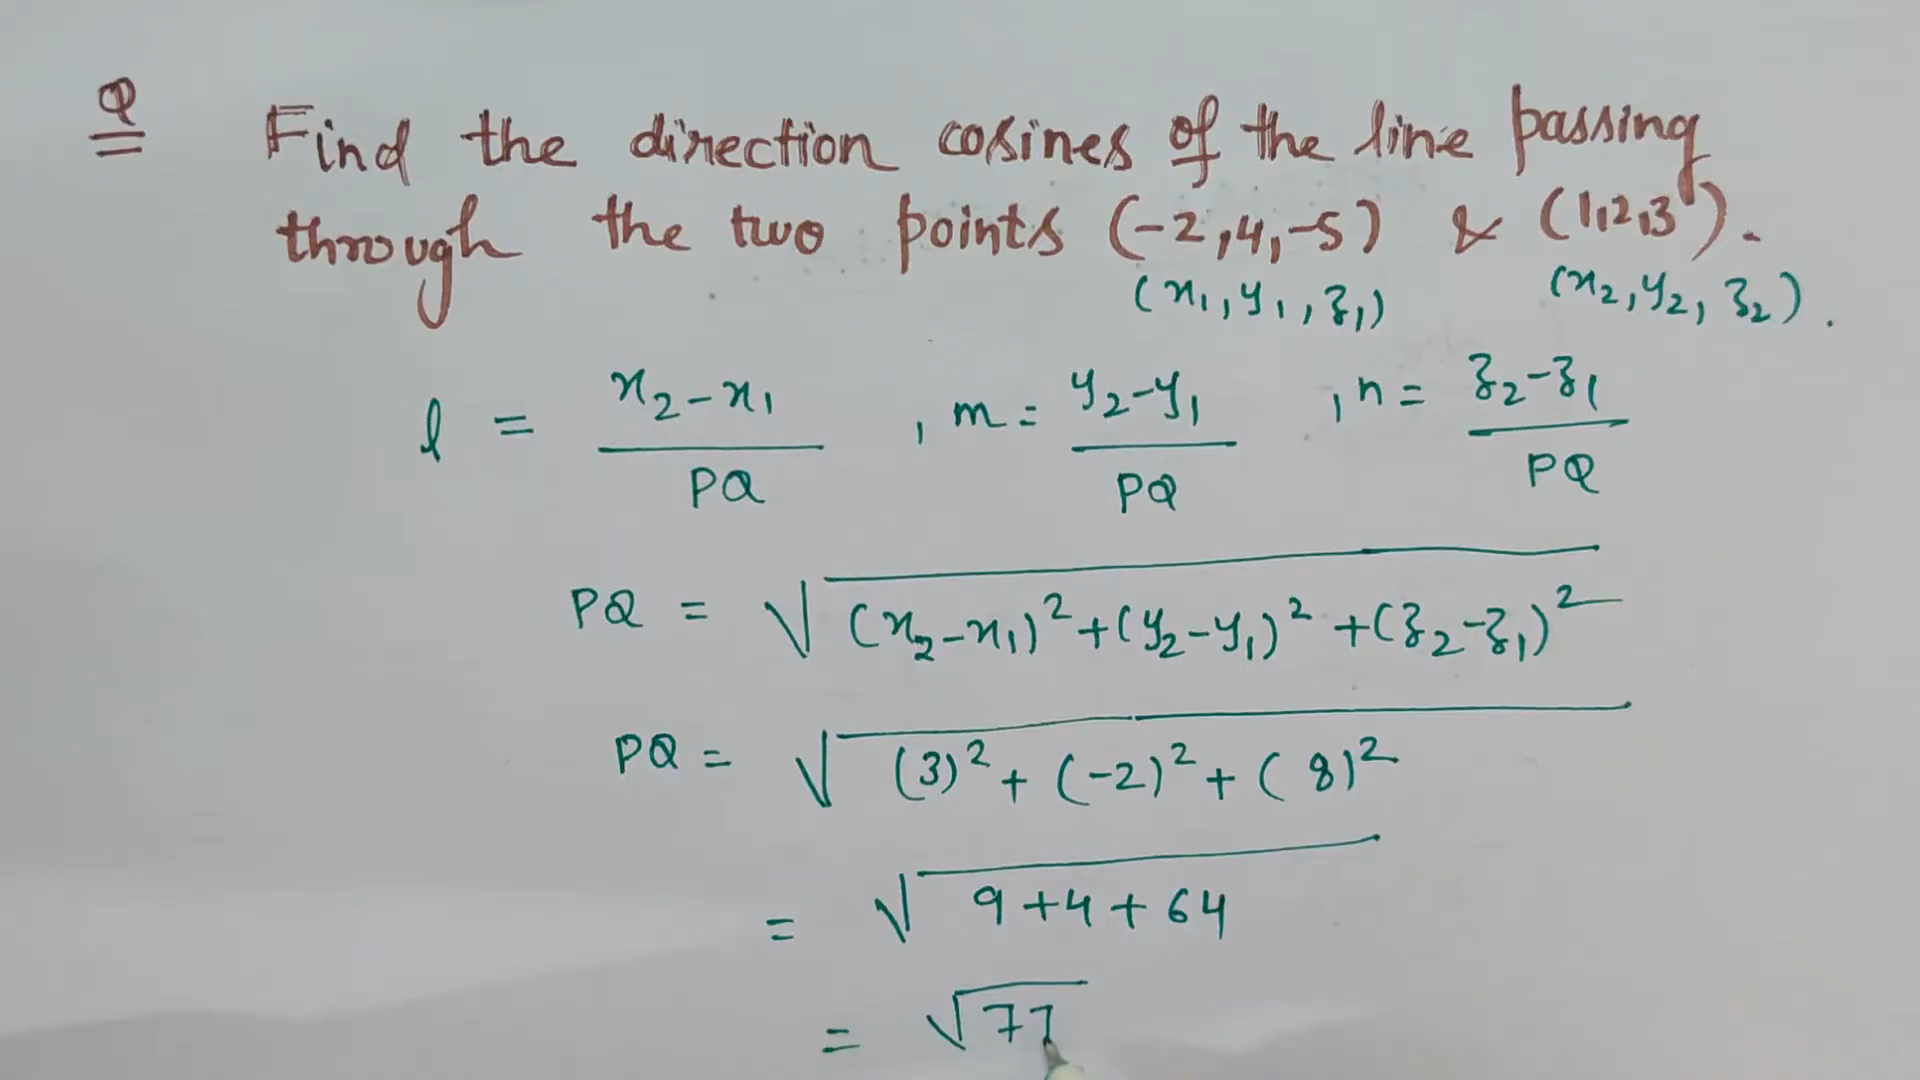 Q Find the direction cosines of the line passing
through the two points (-2,4,-5) & (1,2,3).
(x₁,y₁,z₁) (x₂,y₂,z₂).
l = x₂-x₁/PQ , m = y₂-y₁/PQ , n = z₂-z₁/PQ
PQ = √(x₂-x₁)²+(y₂-y₁)²+(z₂-z₁)²
PQ = √(3)²+(-2)²+(8)²
= √9+4+64
= √77